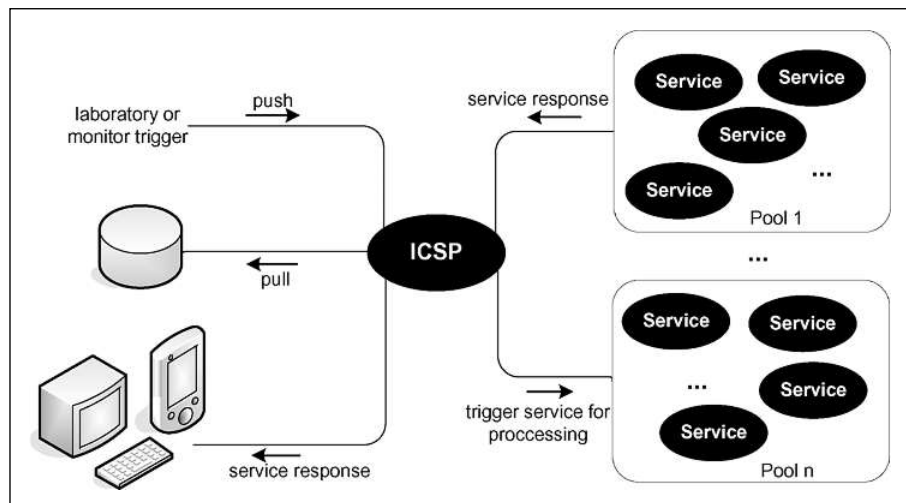 laboratory or
monitor trigger
push
ICSP
pull
service response
service response
Service
Service
Service
Service
...
Pool 1
...
trigger service for
proccessing
Service
Service
...
Service
Service
Pool n